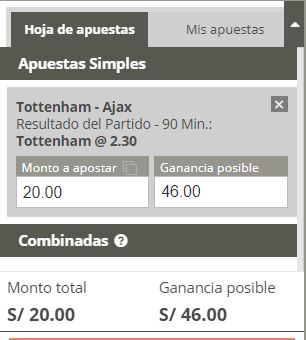 Hoja de apuestas
Mis apuestas
Apuestas Simples
Tottenham - Ajax
Resultado del Partido - 90 Min.:
Tottenham @ 2.30
Monto a apostar
Ganancia posible
20.00
46.00
Combinadas ?
Monto total
Ganancia posible
S/ 20.00
S/ 46.00